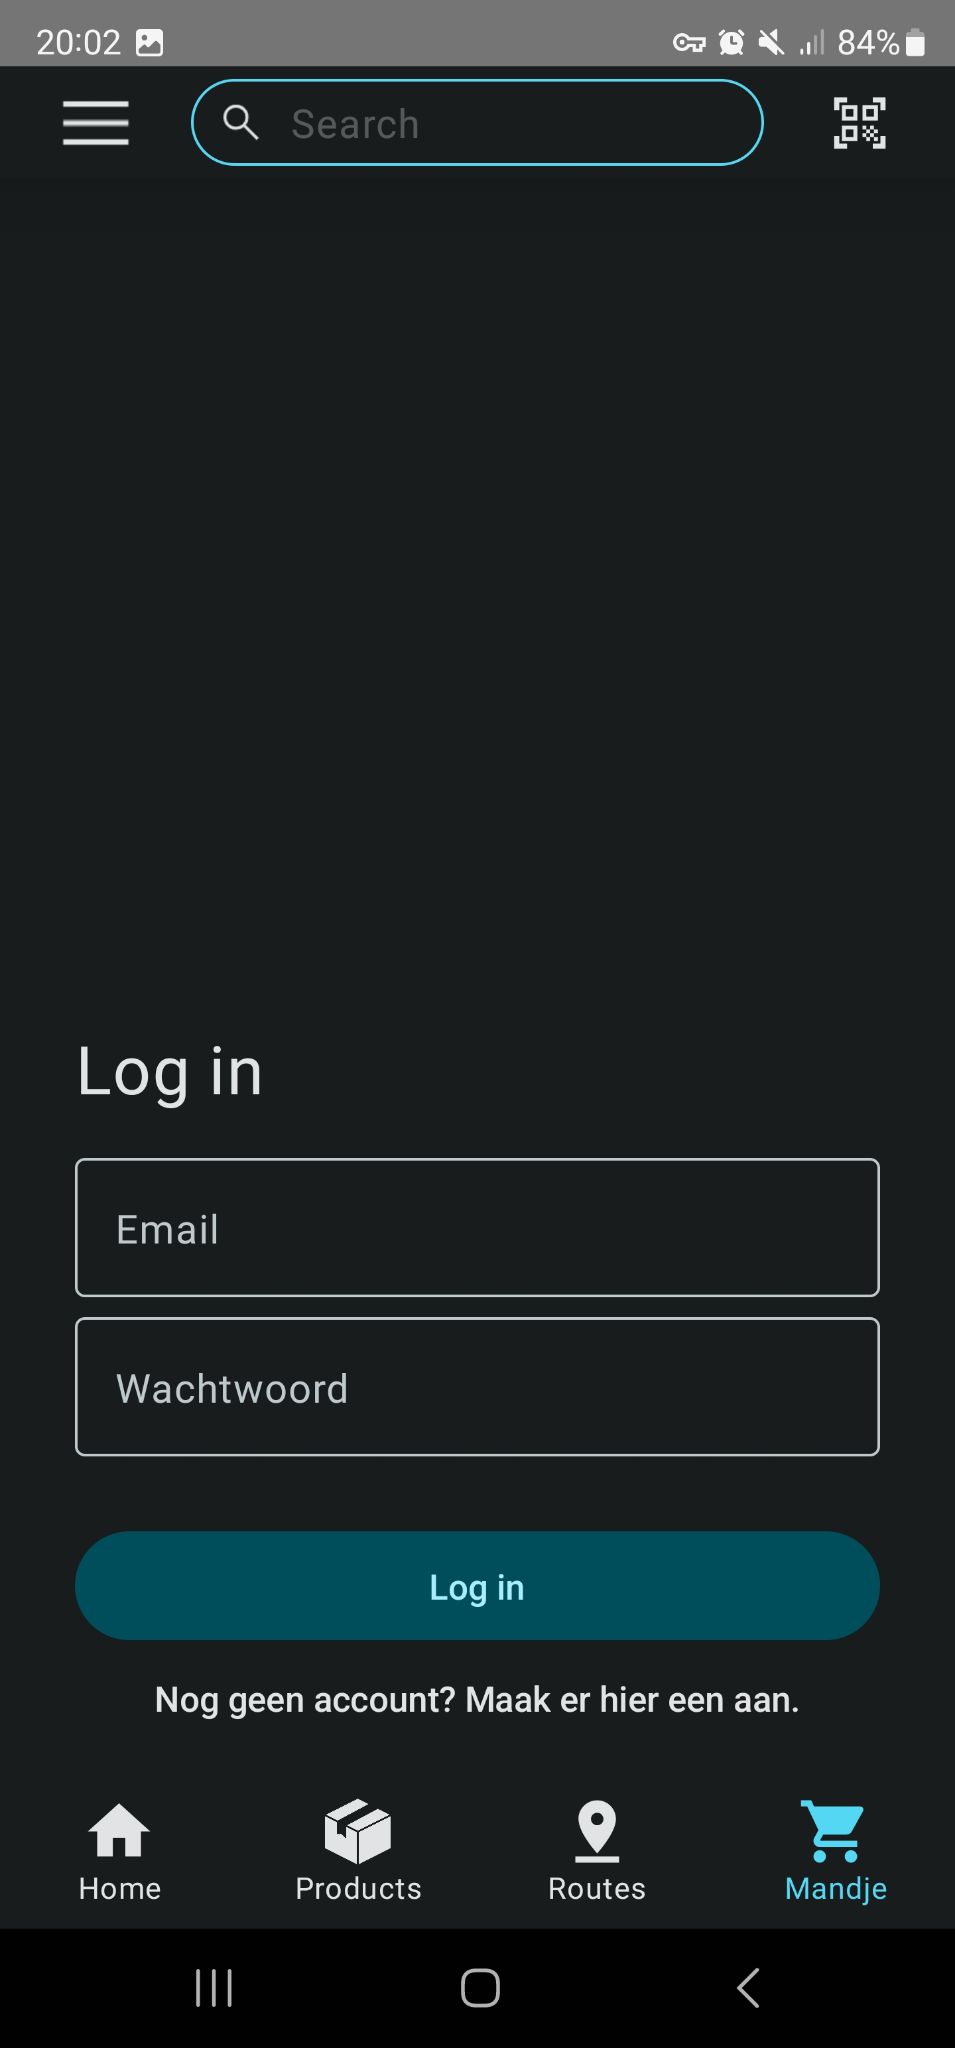 20:02 84%
Search
Log in
Email
Wachtwoord
Log in
Nog geen account? Maak er hier een aan.
Home Products Routes Mandje